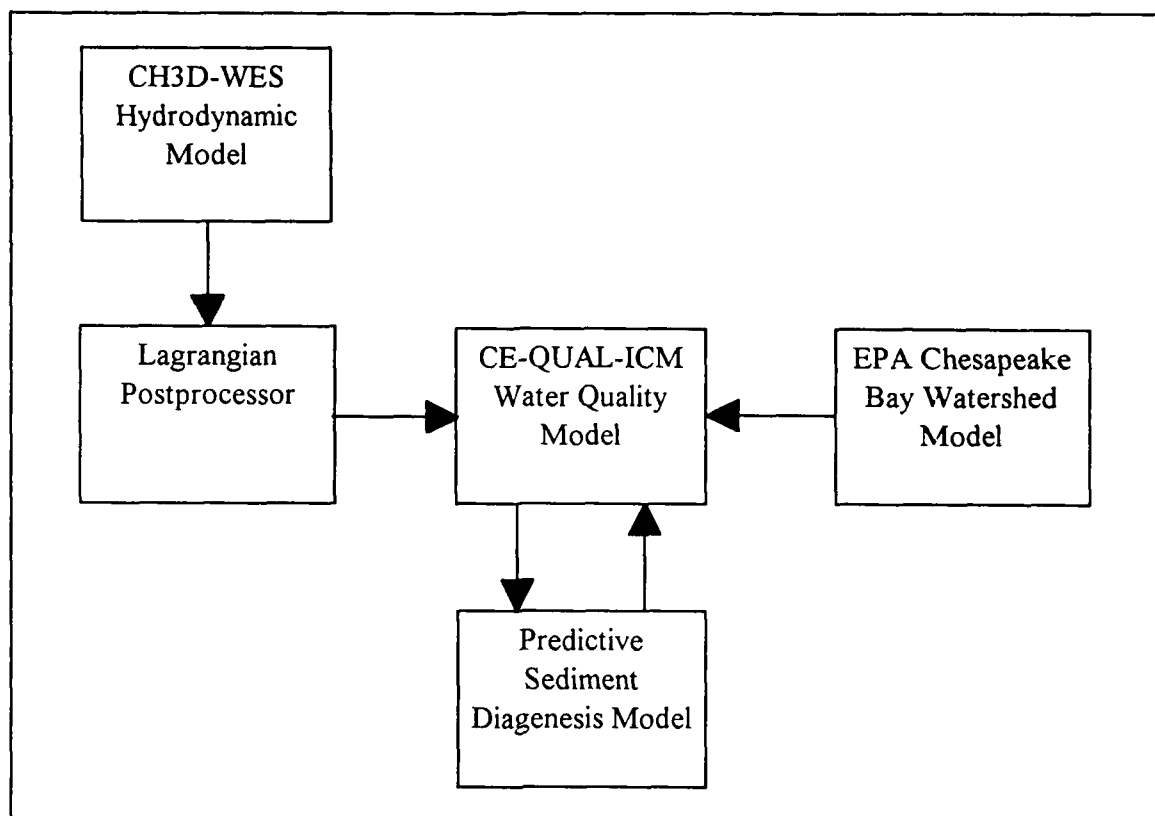 CH3D-WES
Hydrodynamic
Model
Lagrangian
Postprocessor
CE-QUAL-ICM
Water Quality
Model
EPA Chesapeake
Bay Watershed
Model
Predictive
Sediment
Diagenesis Model